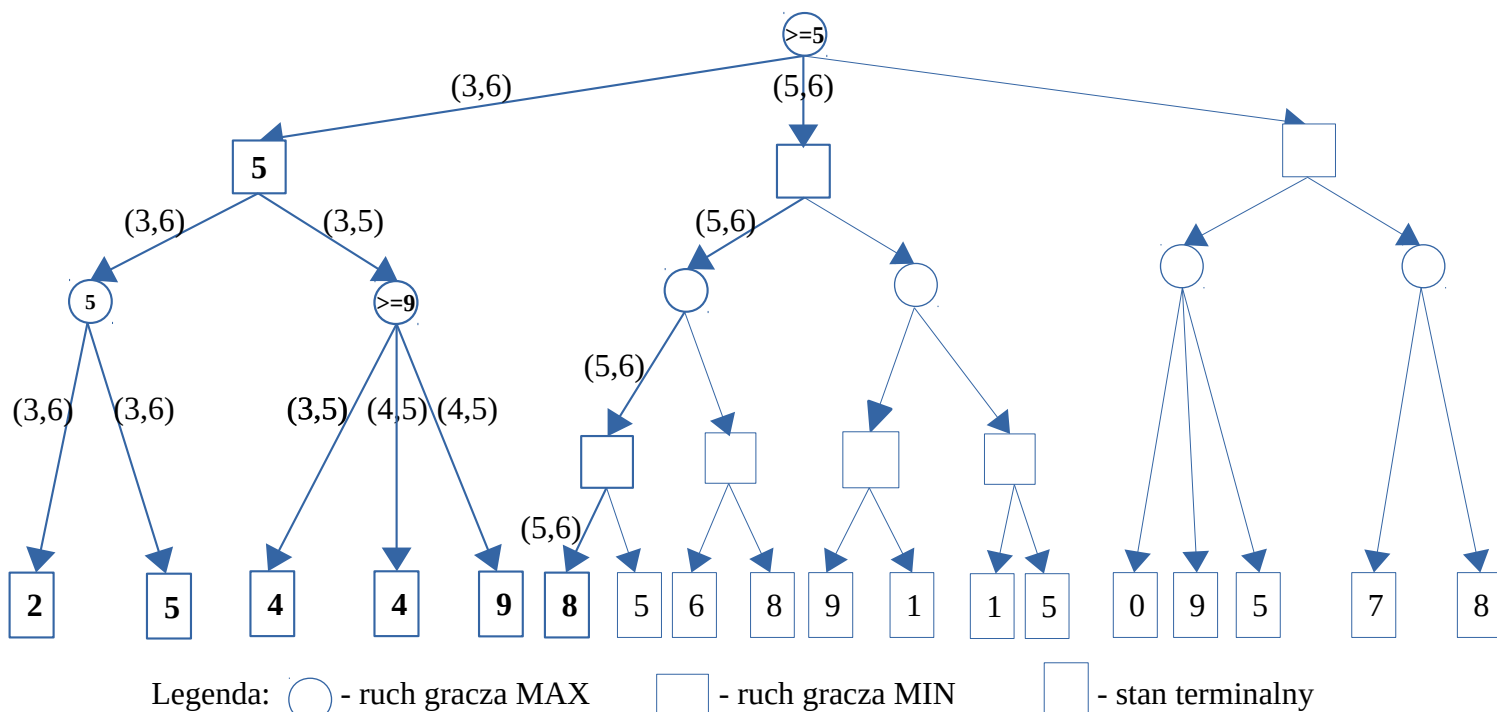 >=5
(3,6) (5,6)
5
(3,6) (3,5) (5,6)
5 >=9
(5,6)
(3,6) (3,6) (3,5) (4,5) (4,5)
(5,6)
2 5 4 4 9 8 5 6 8 9 1 1 5 0 9 5 7 8
Legenda: - ruch gracza MAX - ruch gracza MIN - stan terminalny